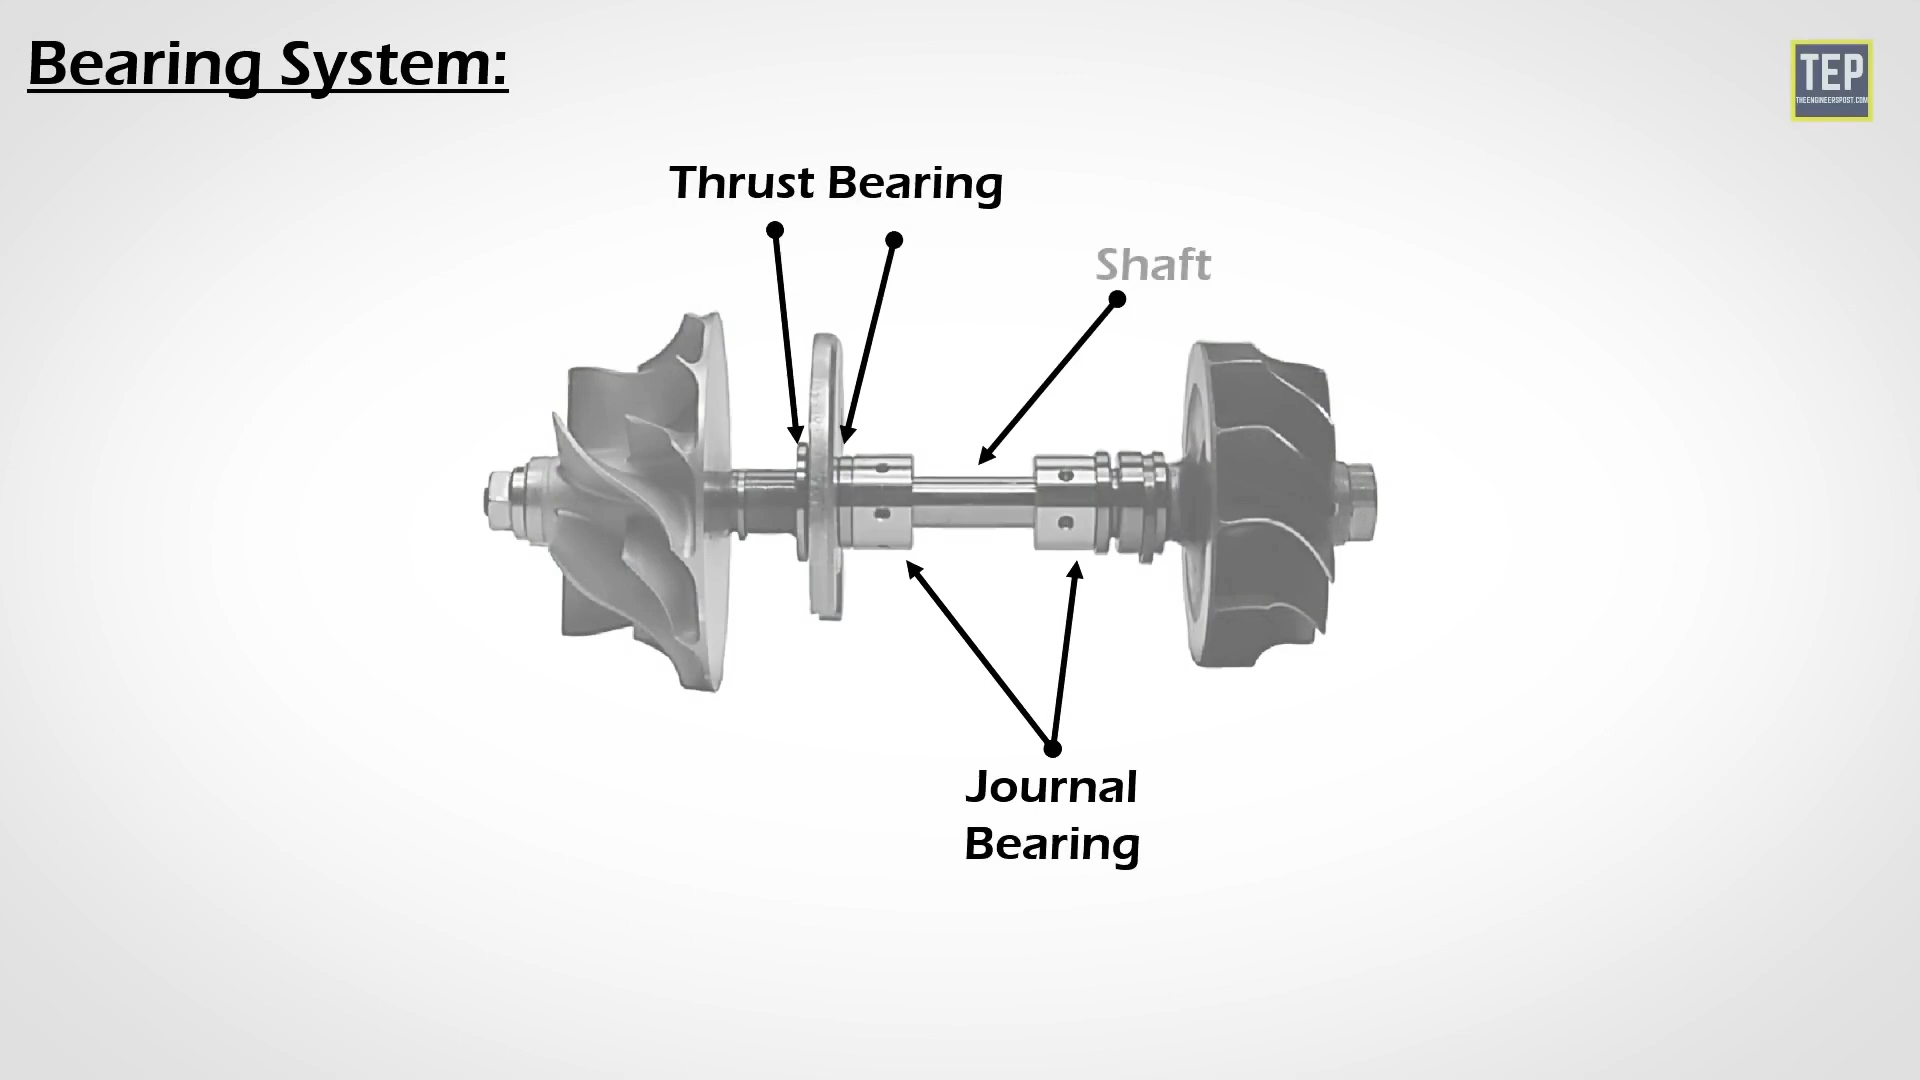 Bearing System:
TEP
THEENGINEERSPOST.COM
Thrust Bearing
Shaft
Journal
Bearing